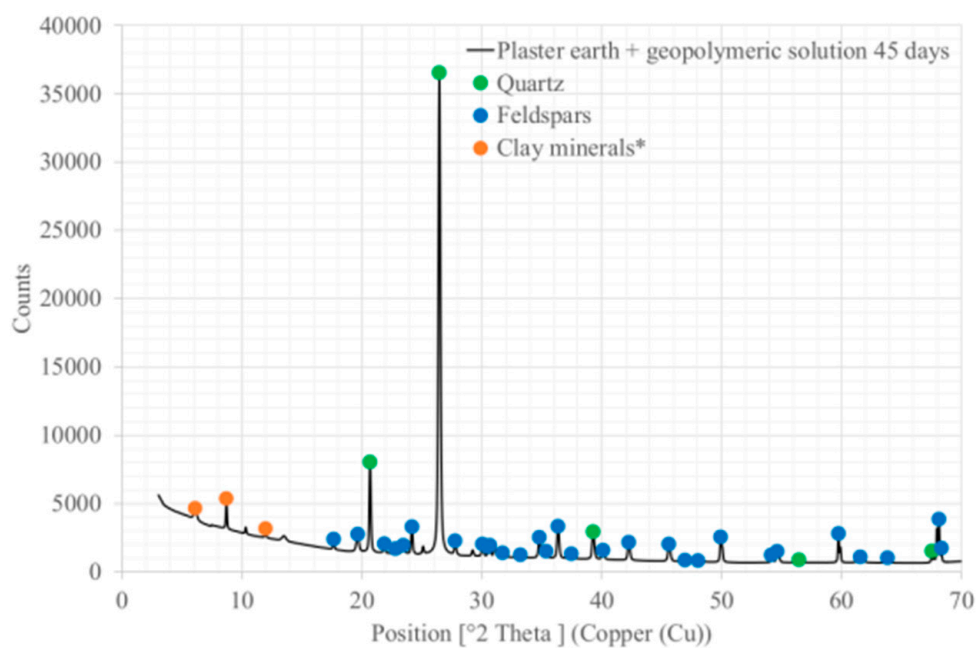 40000
35000
30000
25000
20000
15000
10000
5000
0
Counts
Plaster earth + geopolymeric solution 45 days
Quartz
Feldspars
Clay minerals*
0 10 20 30 40 50 60 70
Position [°2 Theta ] (Copper (Cu))